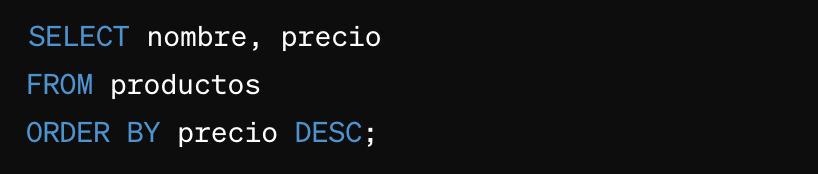 SELECT nombre, precio
FROM productos
ORDER BY precio DESC;